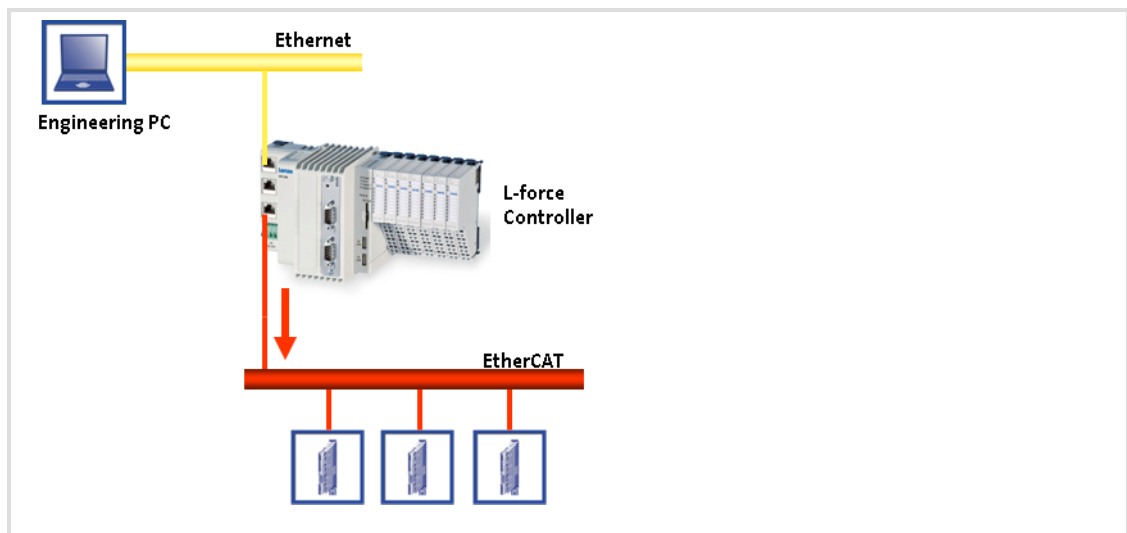 Ethernet
Engineering PC
L-force
Controller
EtherCAT